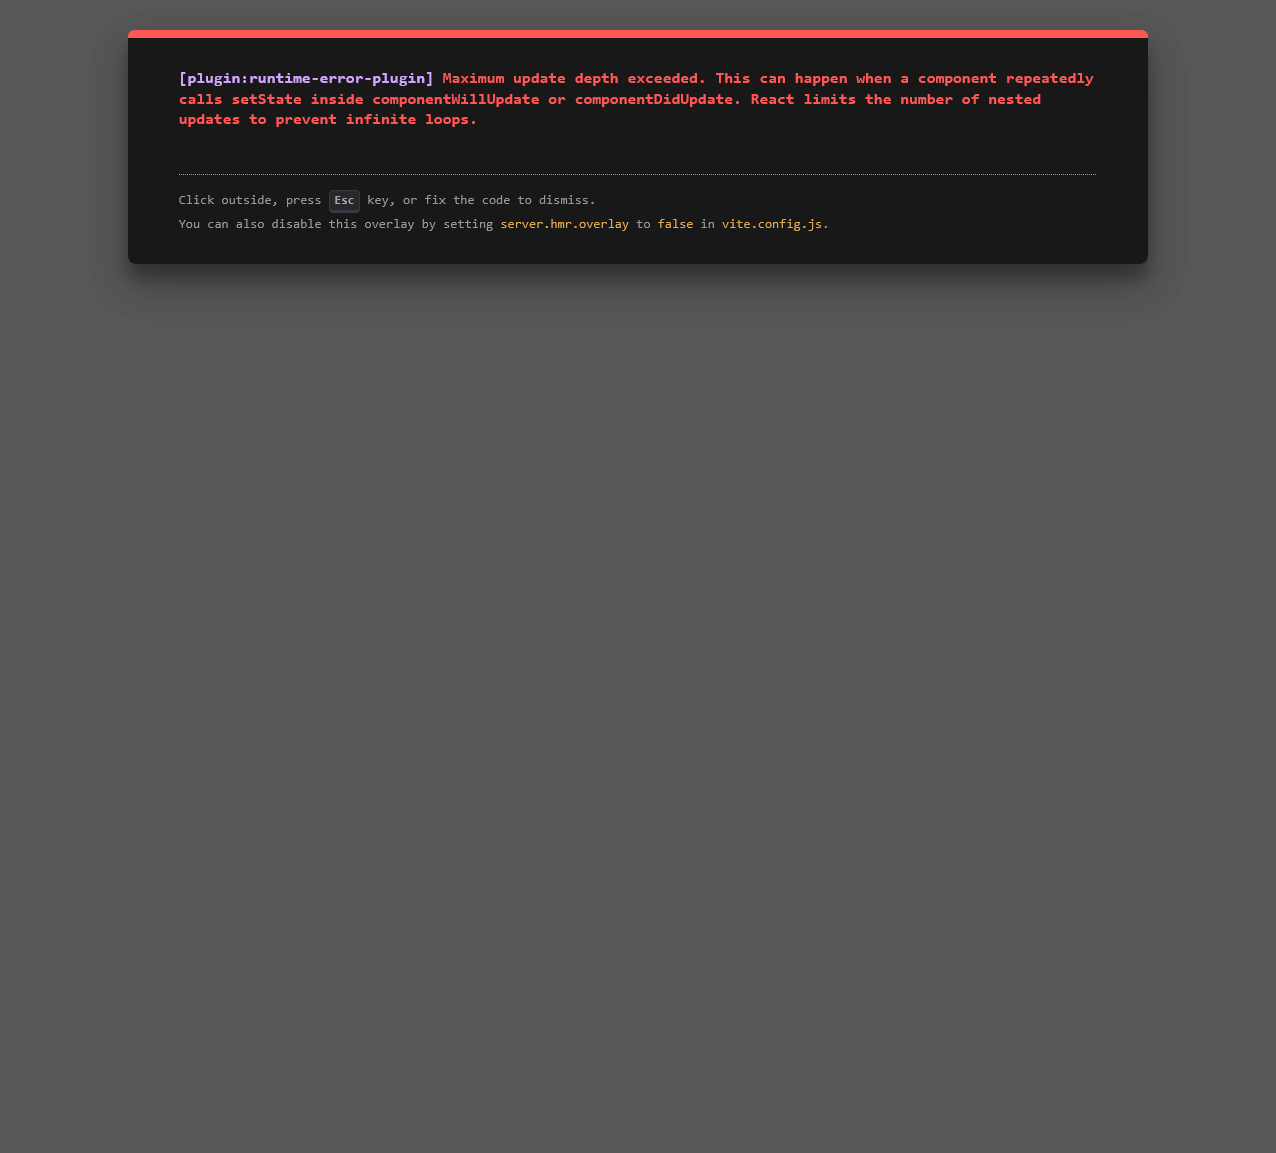 [plugin:runtime-error-plugin] Maximum update depth exceeded. This can happen when a component repeatedly
calls setState inside componentWillUpdate or componentDidUpdate. React limits the number of nested
updates to prevent infinite loops.
Click outside, press Esc key, or fix the code to dismiss.
You can also disable this overlay by setting server.hmr.overlay to false in vite.config.js.